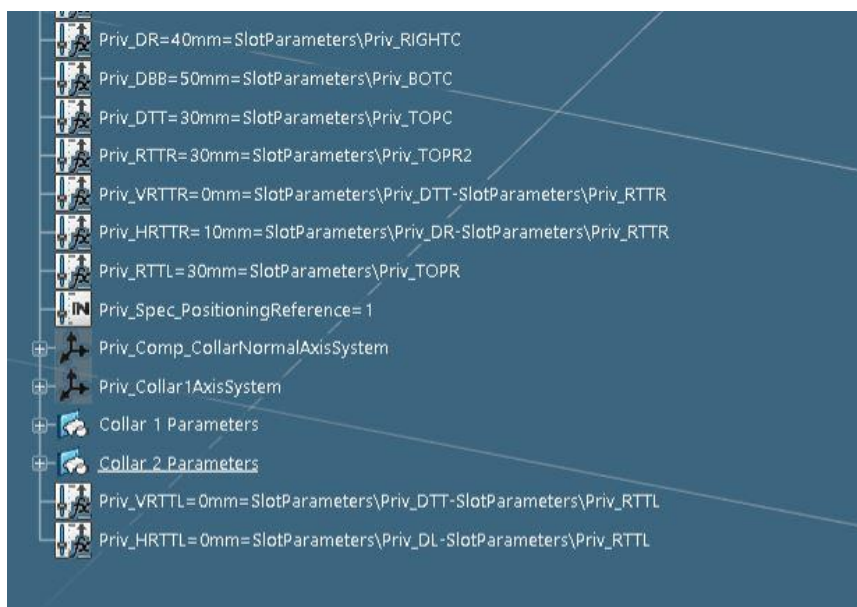 Priv_DR=40mm=SlotParameters\Priv_RIGHTC
Priv_DBB=50mm=SlotParameters\Priv_BOTC
Priv_DTT=30mm=SlotParameters\Priv_TOPC
Priv_RTTR=30mm=SlotParameters\Priv_TOPR2
Priv_VRTTR=0mm=SlotParameters\Priv_DTT-SlotParameters\Priv_RTTR
Priv_HRTTR=10mm=SlotParameters\Priv_DR-SlotParameters\Priv_RTTR
Priv_RTTL=30mm=SlotParameters\Priv_TOPR
IN Priv_Spec_PositioningReference=1
Priv_Comp_CollarNormalAxisSystem
Priv_Collar1AxisSystem
Collar 1 Parameters
Collar 2 Parameters
Priv_VRTTL=0mm=SlotParameters\Priv_DTT-SlotParameters\Priv_RTTL
Priv_HRTTL=0mm=SlotParameters\Priv_DL-SlotParameters\Priv_RTTL